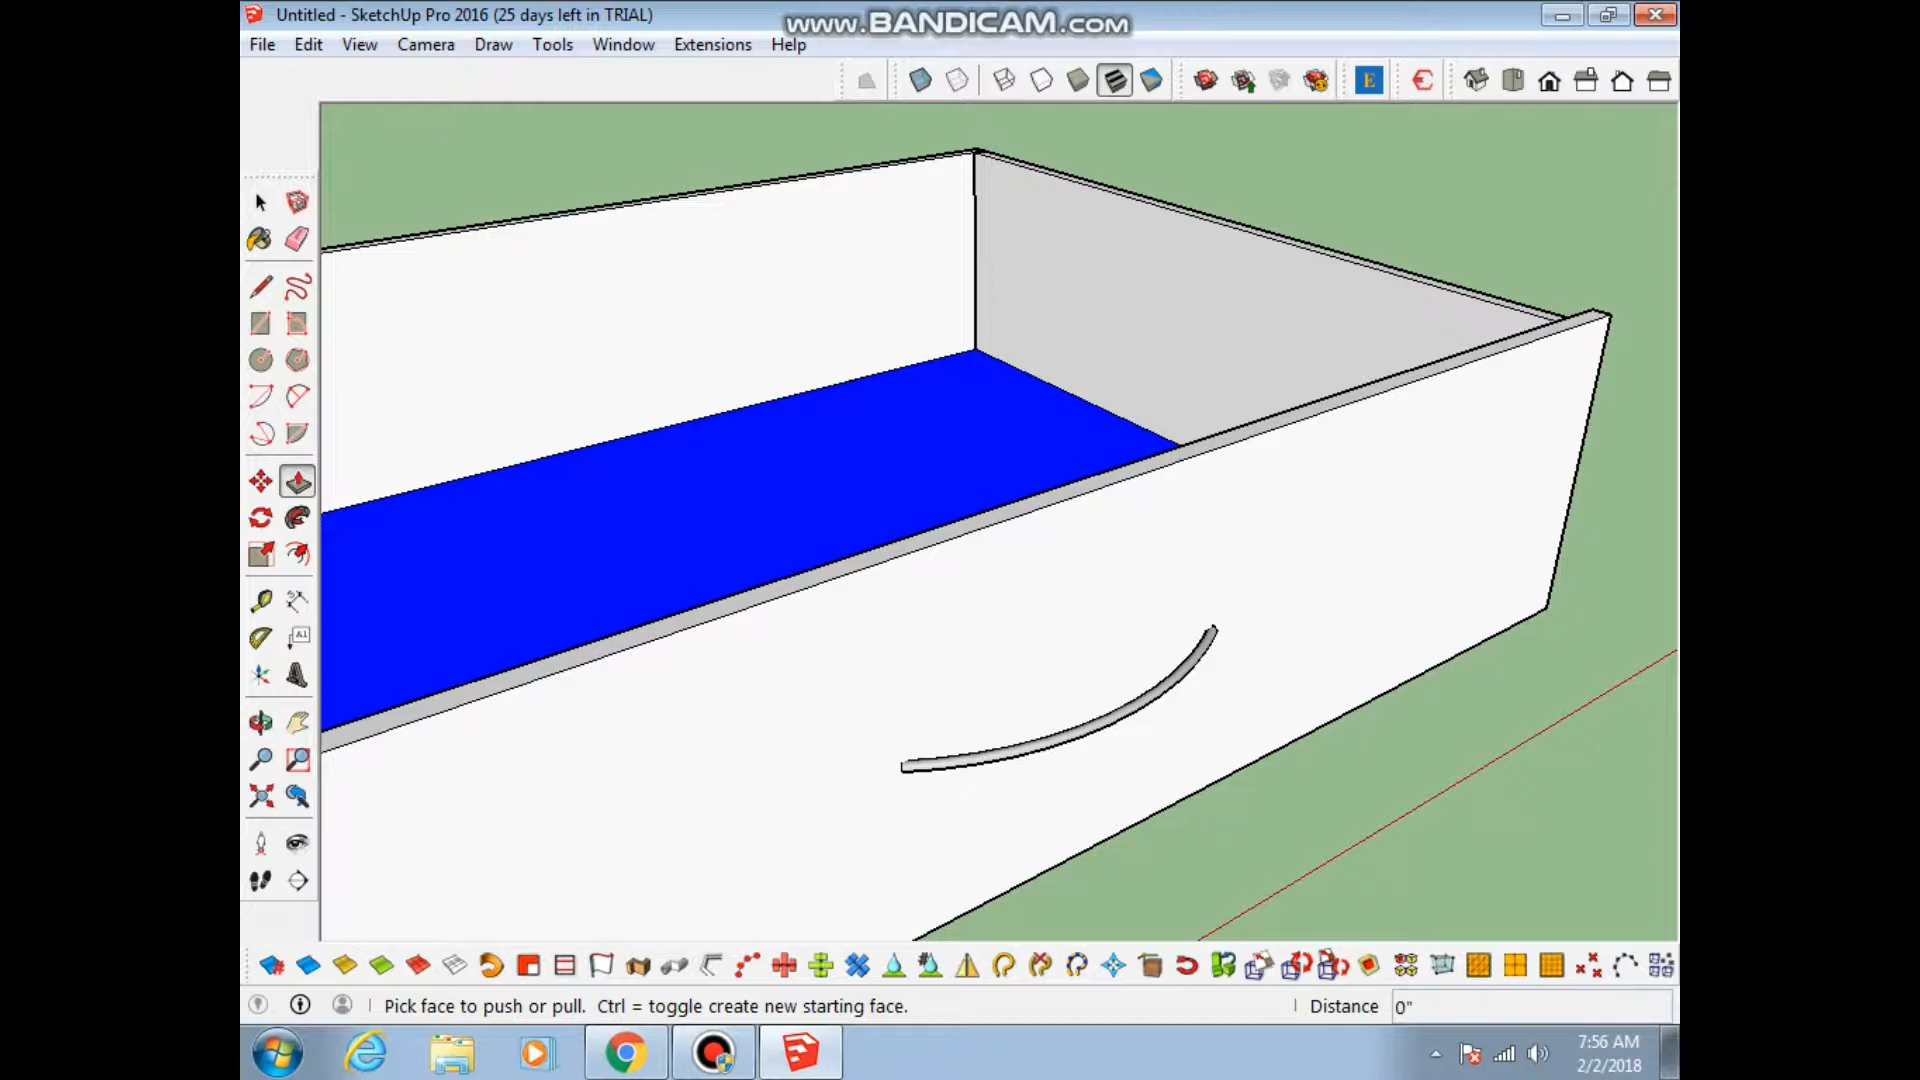 Untitled - SketchUp Pro 2016 (25 days left in TRIAL)
www.BANDICAM.com
File Edit View Camera Draw Tools Window Extensions Help
E
A1
Pick face to push or pull. Ctrl = toggle create new starting face.
Distance 0"
7:56 AM
2/2/2018